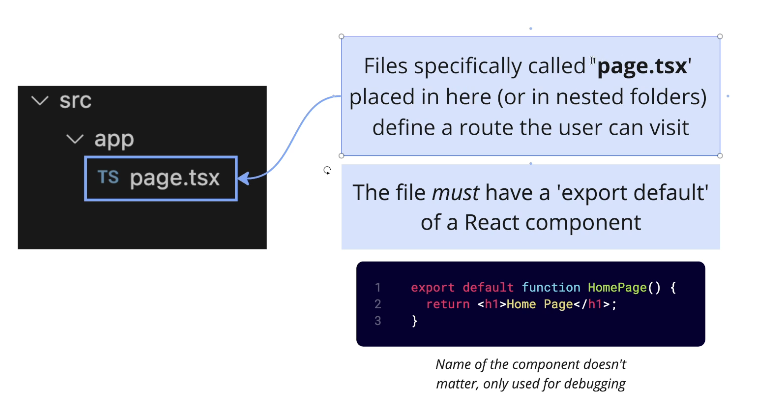 src
app
TS page.tsx
Files specifically called "page.tsx'
placed in here (or in nested folders)
define a route the user can visit
The file must have a 'export default'
of a React component
1 export default function HomePage() {
2 return <h1>Home Page</h1>;
3 }
Name of the component doesn't
matter, only used for debugging